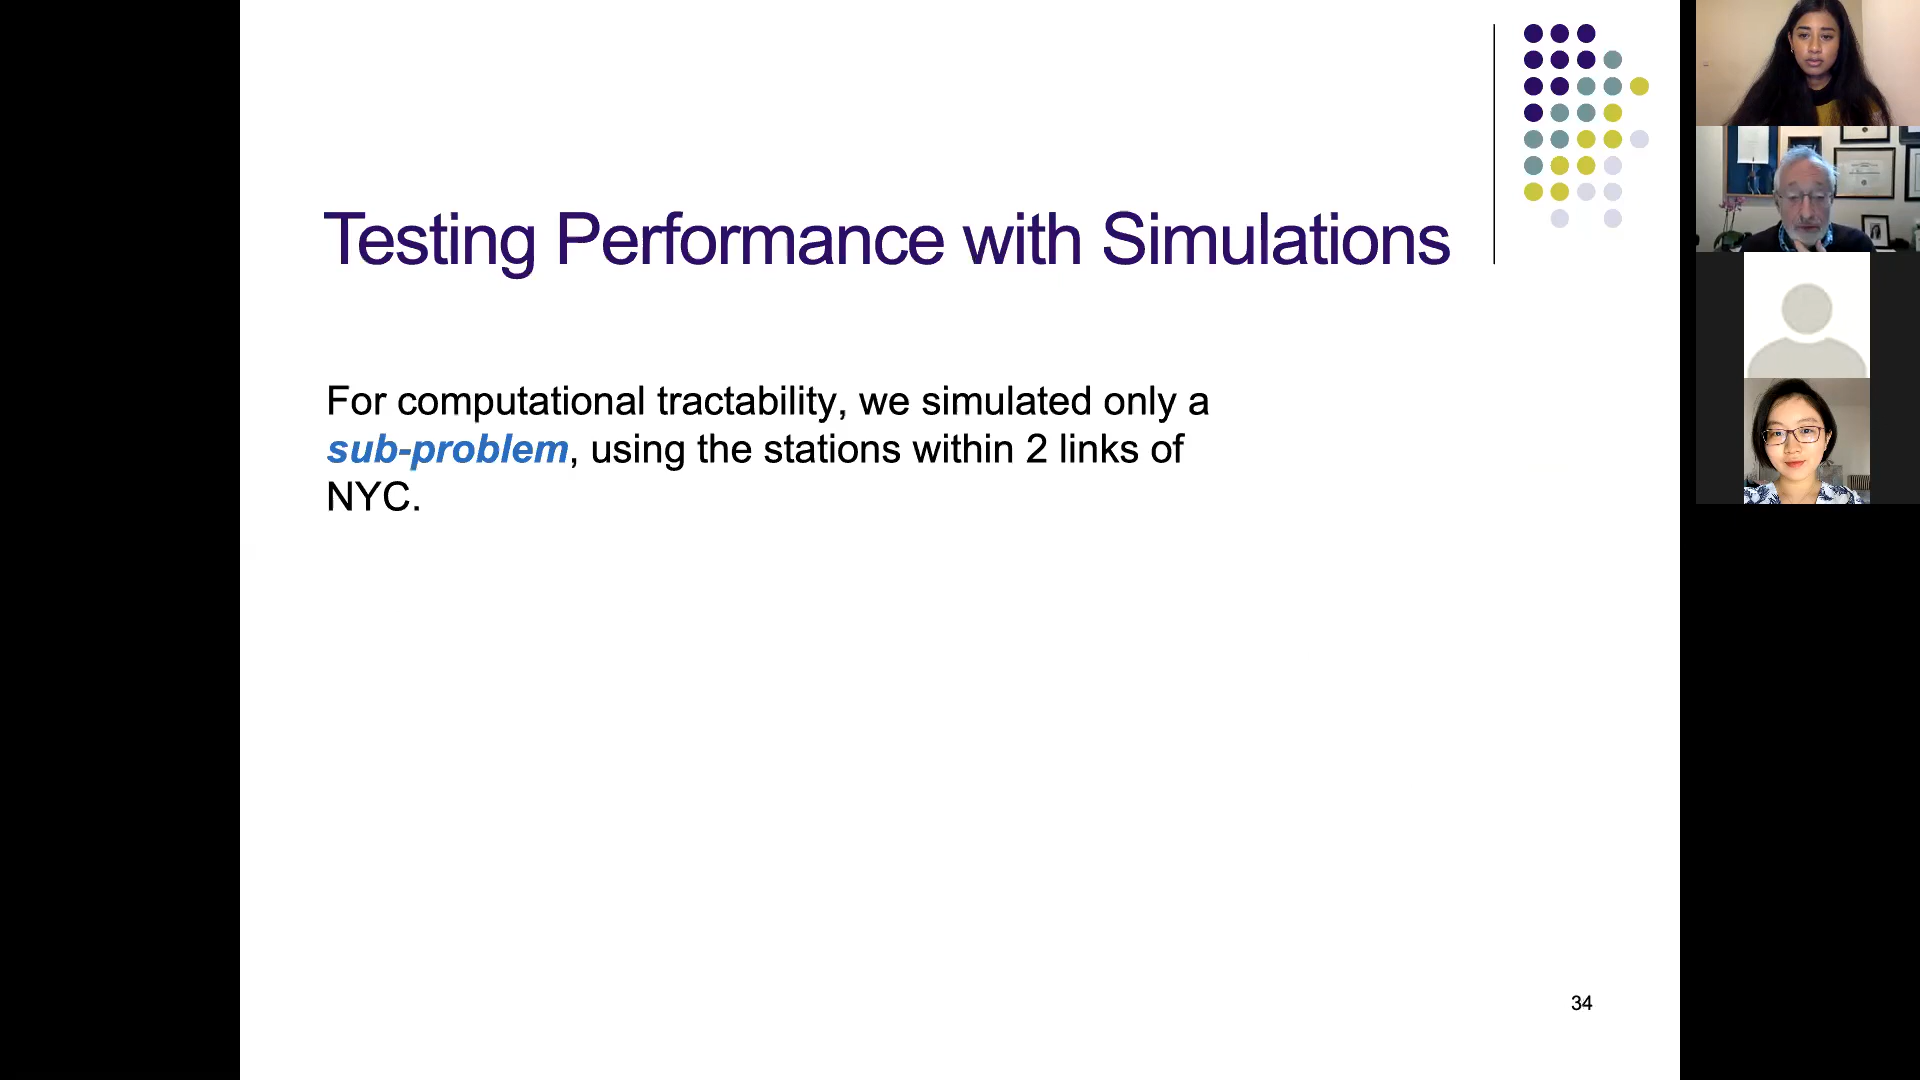 Testing Performance with Simulations
For computational tractability, we simulated only a
sub-problem, using the stations within 2 links of
NYC.
34